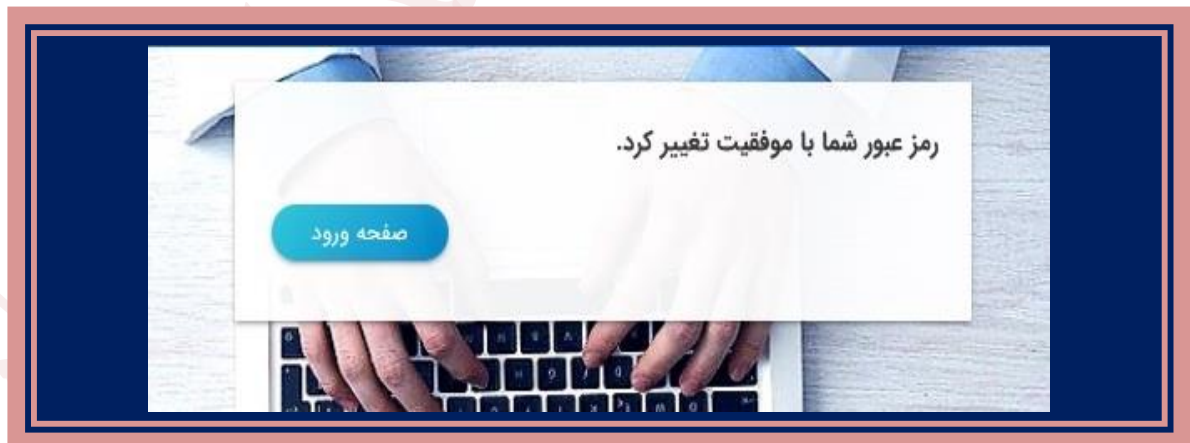 رمز عبور شما با موفقیت تغییر کرد.
صفحه ورود